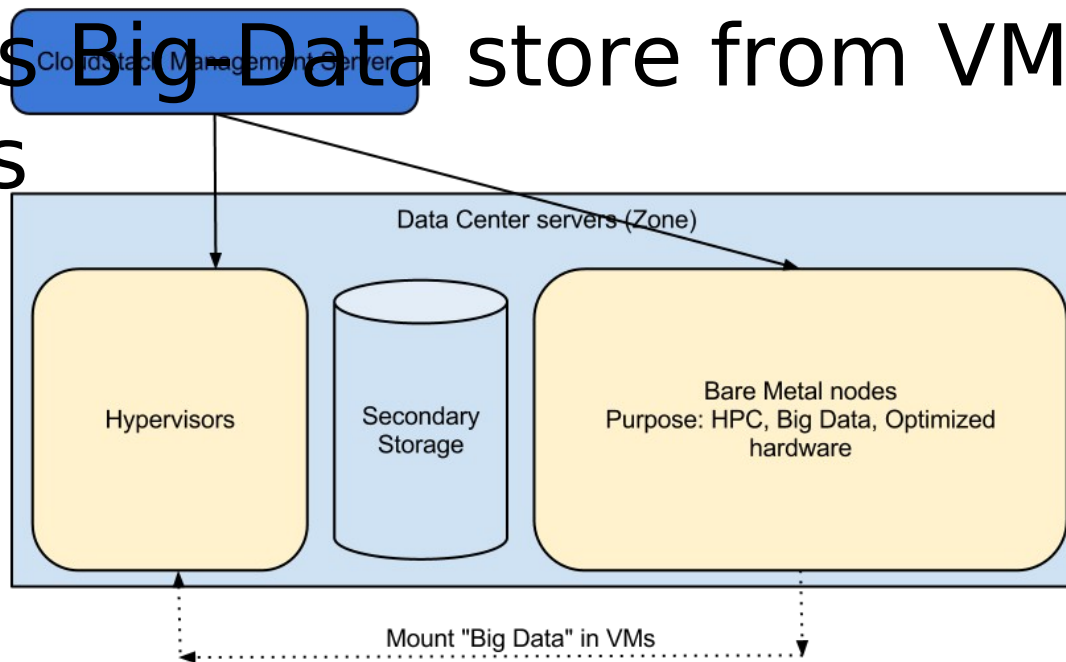 s Big Data store from VM
CloudStack Management Server
s
Data Center servers (Zone)
Hypervisors
Secondary
Storage
Bare Metal nodes
Purpose: HPC, Big Data, Optimized
hardware
Mount "Big Data" in VMs